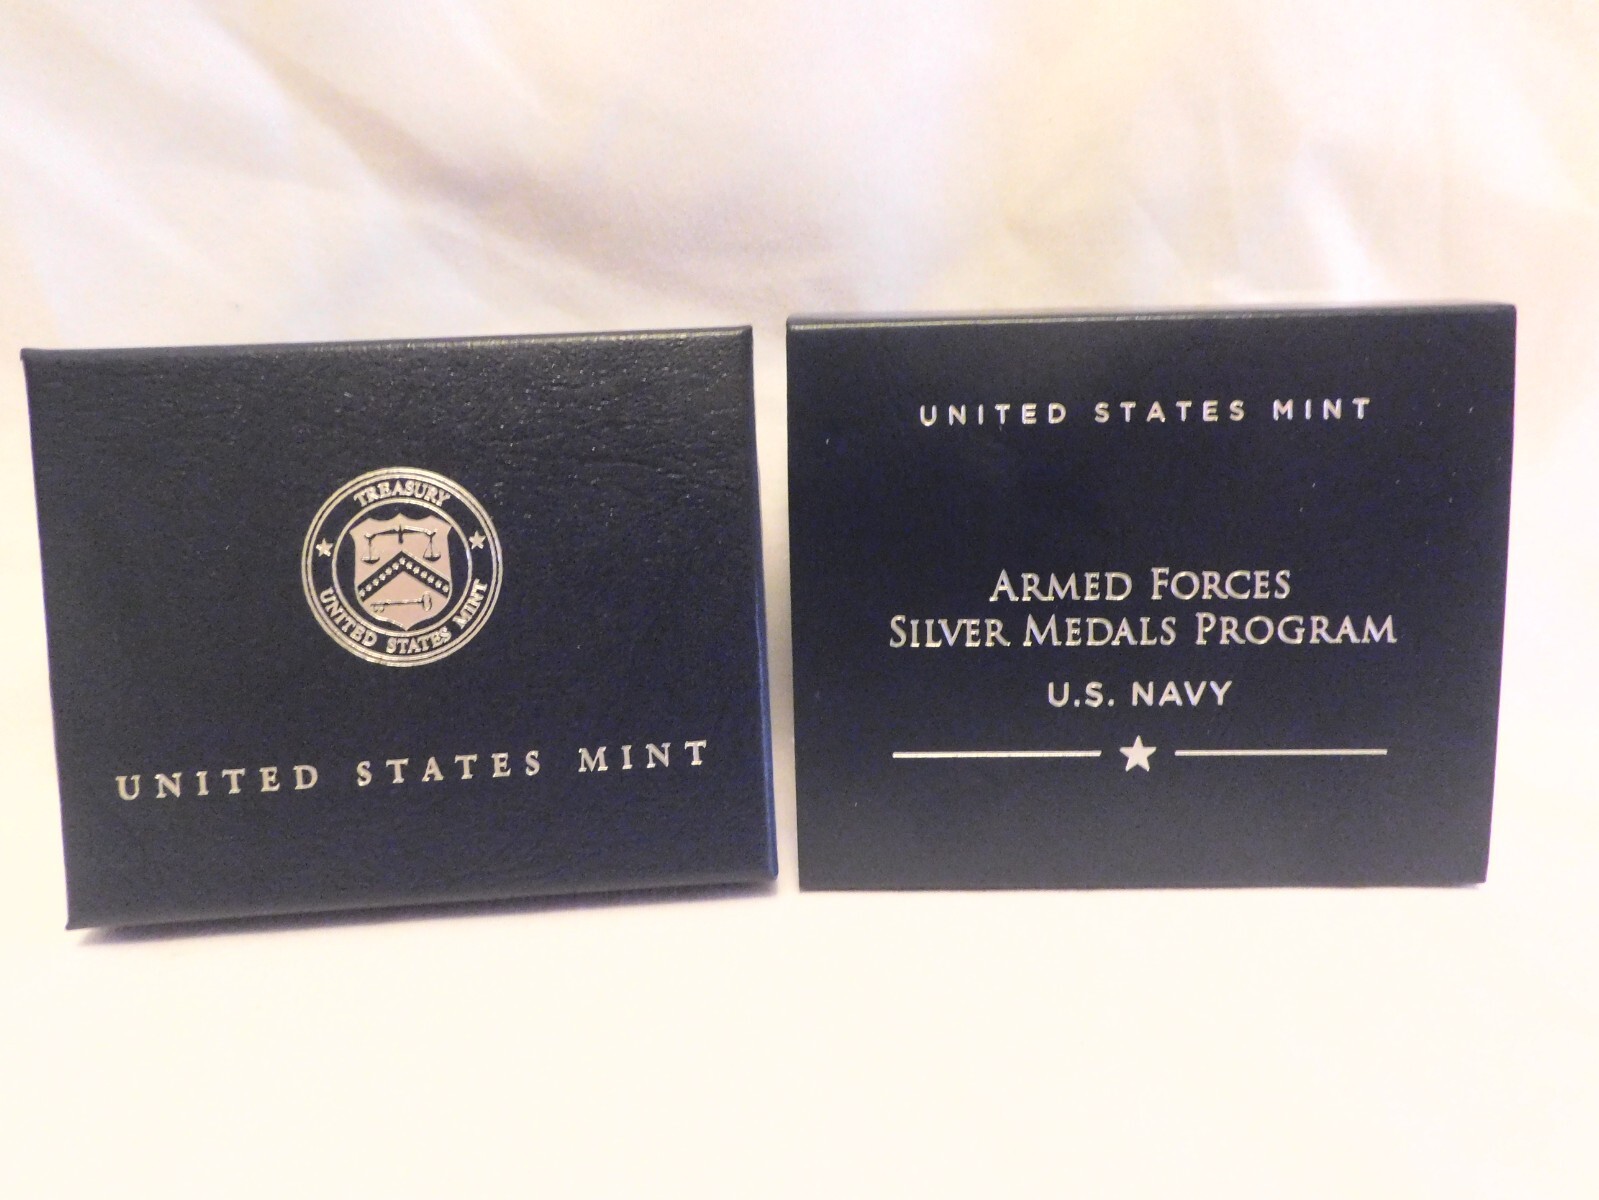 TREASURY
UNITED STATES MINT
UNITED STATES MINT
UNITED STATES MINT
ARMED FORCES
SILVER MEDALS PROGRAM
U.S. NAVY